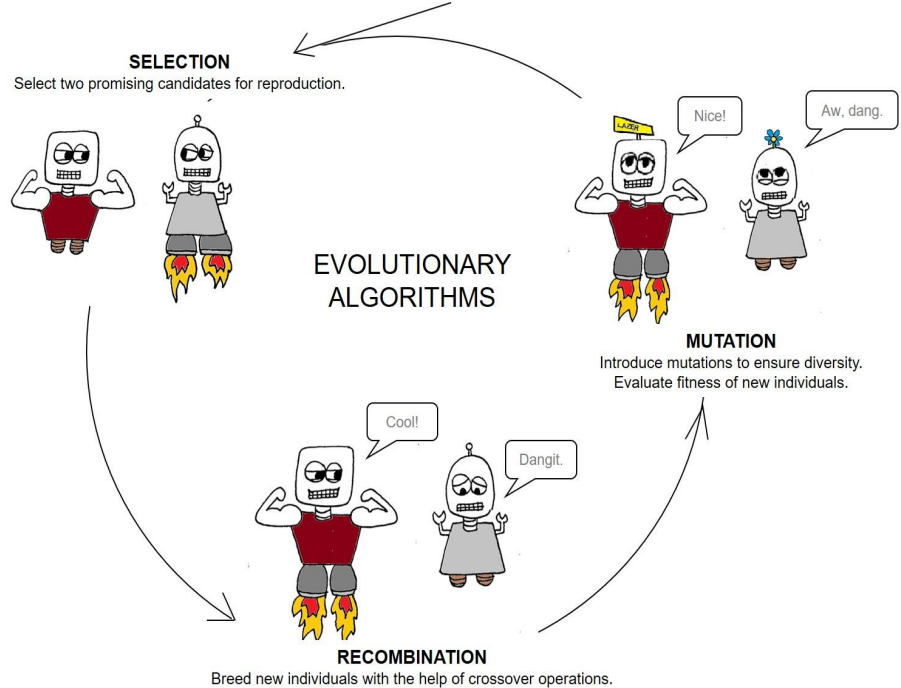 SELECTION
Select two promising candidates for reproduction.
LAZER
Nice!
Aw, dang.
EVOLUTIONARY
ALGORITHMS
MUTATION
Introduce mutations to ensure diversity.
Evaluate fitness of new individuals.
Cool!
Dangit.
RECOMBINATION
Breed new individuals with the help of crossover operations.